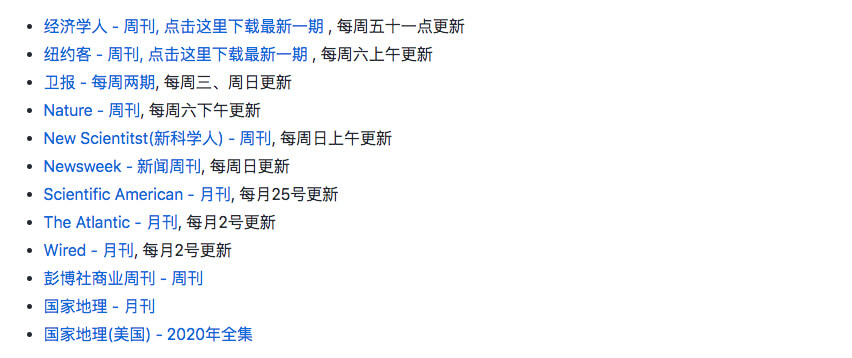 经济学人 - 周刊, 点击这里下载最新一期 , 每周五十一点更新
纽约客 - 周刊, 点击这里下载最新一期 , 每周六上午更新
卫报 - 每周两期, 每周三、周日更新
Nature - 周刊, 每周六下午更新
New Scientitst(新科学人) - 周刊, 每周日上午更新
Newsweek - 新闻周刊, 每周日更新
Scientific American - 月刊, 每月25号更新
The Atlantic - 月刊, 每月2号更新
Wired - 月刊, 每月2号更新
彭博社商业周刊 - 周刊
国家地理 - 月刊
国家地理(美国) - 2020年全集